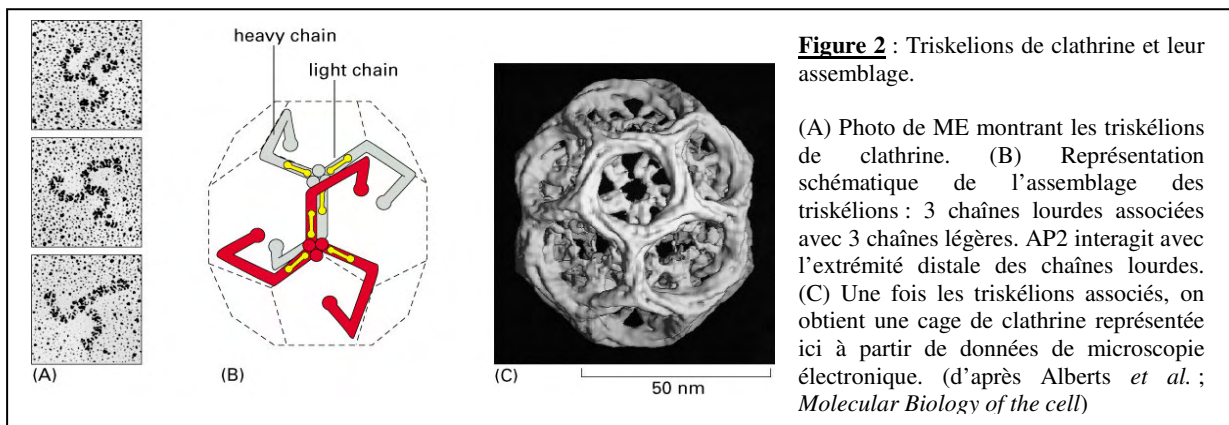 heavy chain
light chain
(A)
(B)
(C)
50 nm
Figure 2 : Triskelions de clathrine et leur
assemblage.
(A) Photo de ME montrant les triskélions
de clathrine. (B) Représentation
schématique de l'assemblage des
triskélions : 3 chaînes lourdes associées
avec 3 chaînes légères. AP2 interagit avec
l'extrémité distale des chaînes lourdes.
(C) Une fois les triskélions associés, on
obtient une cage de clathrine représentée
ici à partir de données de microscopie
électronique. (d'après Alberts et al. ;
Molecular Biology of the cell)